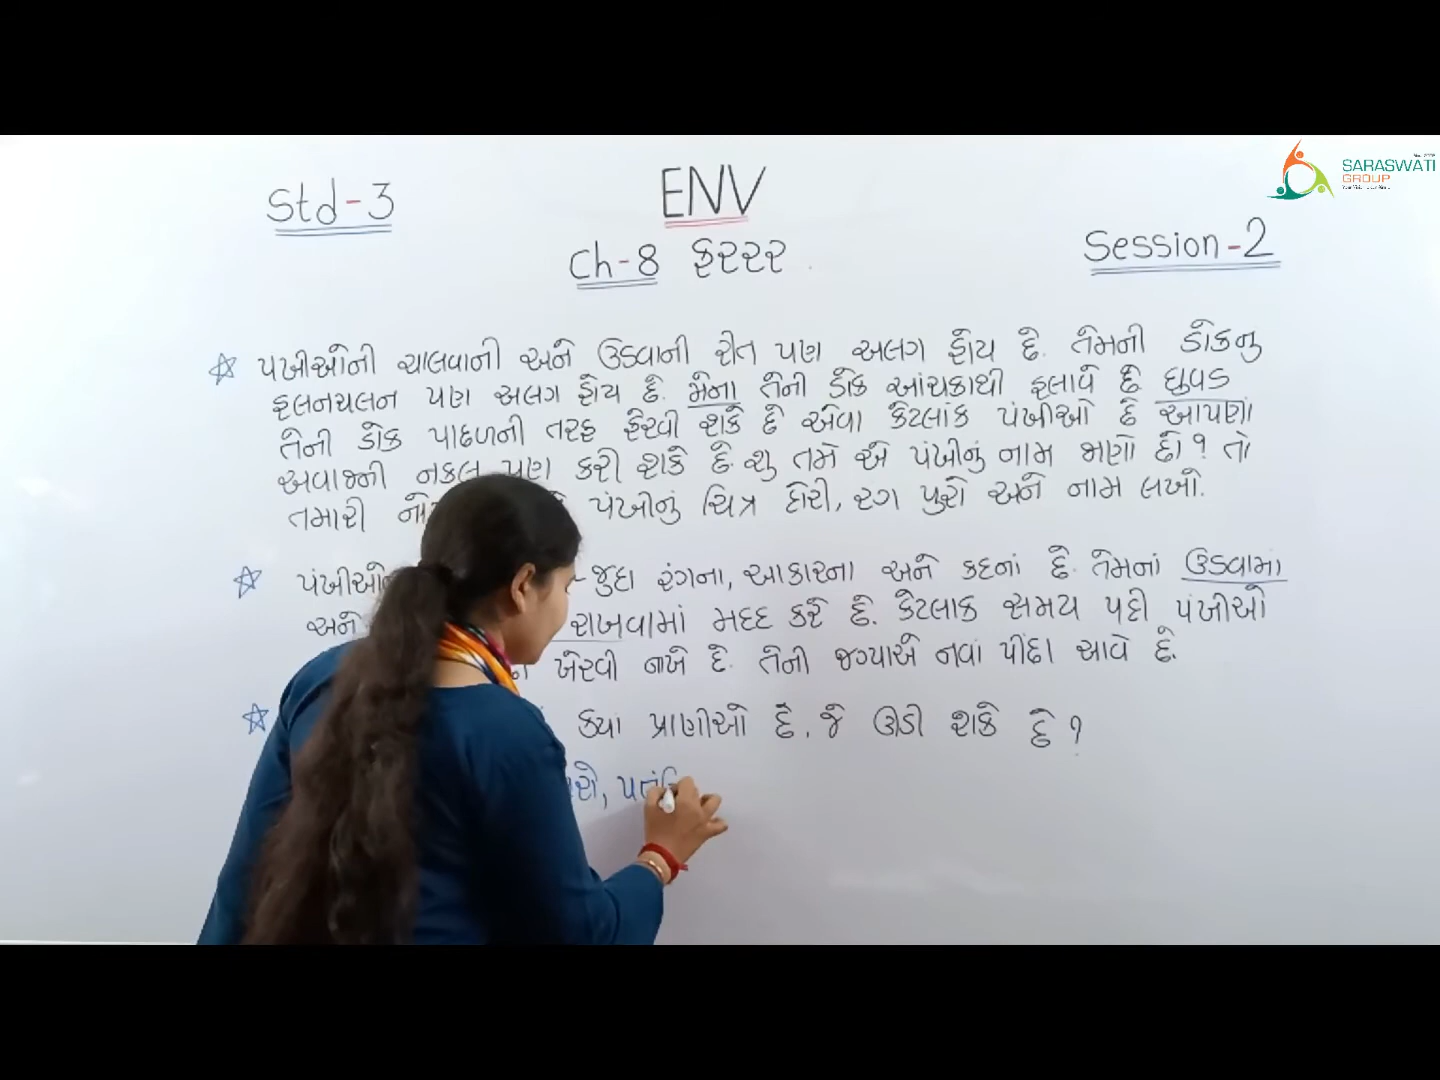 ENV
SARASWATI
GROUP
Std-3
Ch-8 ફરરર
Session-2
પંખીઓની ચાલવાની અને ઉડવાની રીત પણ અલગ હોય છે. તેમની ડોકનુ
હલનચલન પણ અલગ હોય છે. મેના તેની ડોક આંચકાથી હલાવે છે ઘુવડ
તેની ડોક પાછળની તરફ ફેરવી શકે છે એવા કેટલાંક પંખીઓ છે આપણાં
અવાજની નકલ પણ કરી શકે છે. શુ તમે એ પંખીનું નામ જાણો છો? તો
તમારી પંખીનું ચિત્ર દોરી, રંગ પુરો અને નામ લખો.
-જુદા રંગના, આકારના અને કદનાં છે. તેમનાં ઉડવામાં
અને રાખવામાં મદદ કરે છે. કેટલાક સમય પછી પંખીઓ
ખેરવી નાખે છે. તેની જગ્યાએ નવાં પીંછા આવે છે.
ક્યાં પ્રાણીઓ છે. જે ઊડી શકે છે?